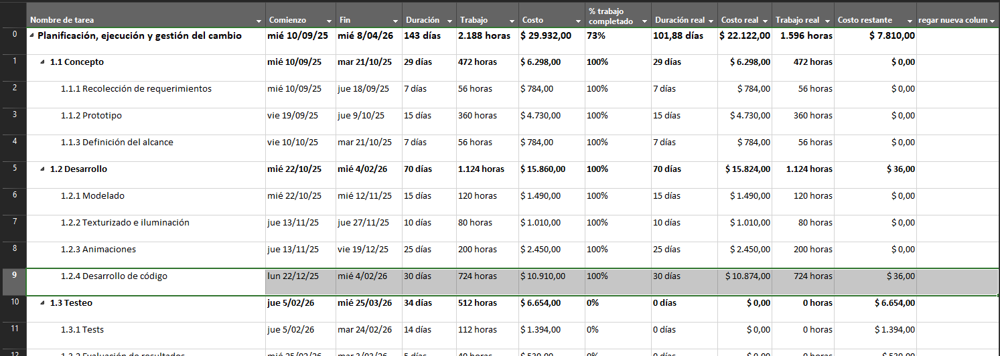 Nombre de tarea Comienzo Fin Duración Trabajo Costo % trabajo completado Duración real Costo real Trabajo real Costo restante regar nueva colum
0 Planificación, ejecución y gestión del cambio mié 10/09/25 mié 8/04/26 143 días 2.188 horas $ 29.932,00 73% 101,88 días $ 22.122,00 1.596 horas $ 7.810,00
1 1.1 Concepto mié 10/09/25 mar 21/10/25 29 días 472 horas $ 6.298,00 100% 29 días $ 6.298,00 472 horas $ 0,00
2 1.1.1 Recolección de requerimientos mié 10/09/25 jue 18/09/25 7 días 56 horas $ 784,00 100% 7 días $ 784,00 56 horas $ 0,00
3 1.1.2 Prototipo vie 19/09/25 jue 9/10/25 15 días 360 horas $ 4.730,00 100% 15 días $ 4.730,00 360 horas $ 0,00
4 1.1.3 Definición del alcance vie 10/10/25 mar 21/10/25 7 días 56 horas $ 784,00 100% 7 días $ 784,00 56 horas $ 0,00
5 1.2 Desarrollo mié 22/10/25 mié 4/02/26 70 días 1.124 horas $ 15.860,00 100% 70 días $ 15.824,00 1.124 horas $ 36,00
6 1.2.1 Modelado mié 22/10/25 mié 12/11/25 15 días 120 horas $ 1.490,00 100% 15 días $ 1.490,00 120 horas $ 0,00
7 1.2.2 Texturizado e iluminación jue 13/11/25 jue 27/11/25 10 días 80 horas $ 1.010,00 100% 10 días $ 1.010,00 80 horas $ 0,00
8 1.2.3 Animaciones jue 13/11/25 vie 19/12/25 25 días 200 horas $ 2.450,00 100% 25 días $ 2.450,00 200 horas $ 0,00
9 1.2.4 Desarrollo de código lun 22/12/25 mié 4/02/26 30 días 724 horas $ 10.910,00 100% 30 días $ 10.874,00 724 horas $ 36,00
10 1.3 Testeo jue 5/02/26 mié 25/03/26 34 días 512 horas $ 6.654,00 0% 0 días $ 0,00 0 horas $ 6.654,00
11 1.3.1 Tests jue 5/02/26 mar 24/02/26 14 días 112 horas $ 1.394,00 0% 0 días $ 0,00 0 horas $ 1.394,00
12 1.3.2 Evaluación de resultados mié 25/02/26 mar 3/03/26 5 días 40 horas $ 530,00 0% 0 días $ 0,00 0 horas $ 530,00